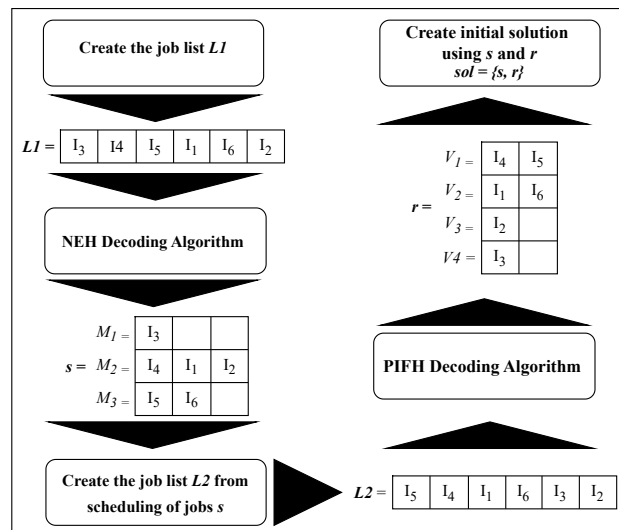 Create the job list L1
L1 = I3 I4 I5 I1 I6 I2
NEH Decoding Algorithm
M1 = I3
s = M2 = I4 I1 I2
M3 = I5 I6
Create the job list L2 from
scheduling of jobs s
L2 = I5 I4 I1 I6 I3 I2
PIFH Decoding Algorithm
V1 = I4 I5
V2 = I1 I6
r =
V3 = I2
V4 = I3
Create initial solution
using s and r
sol = {s, r}